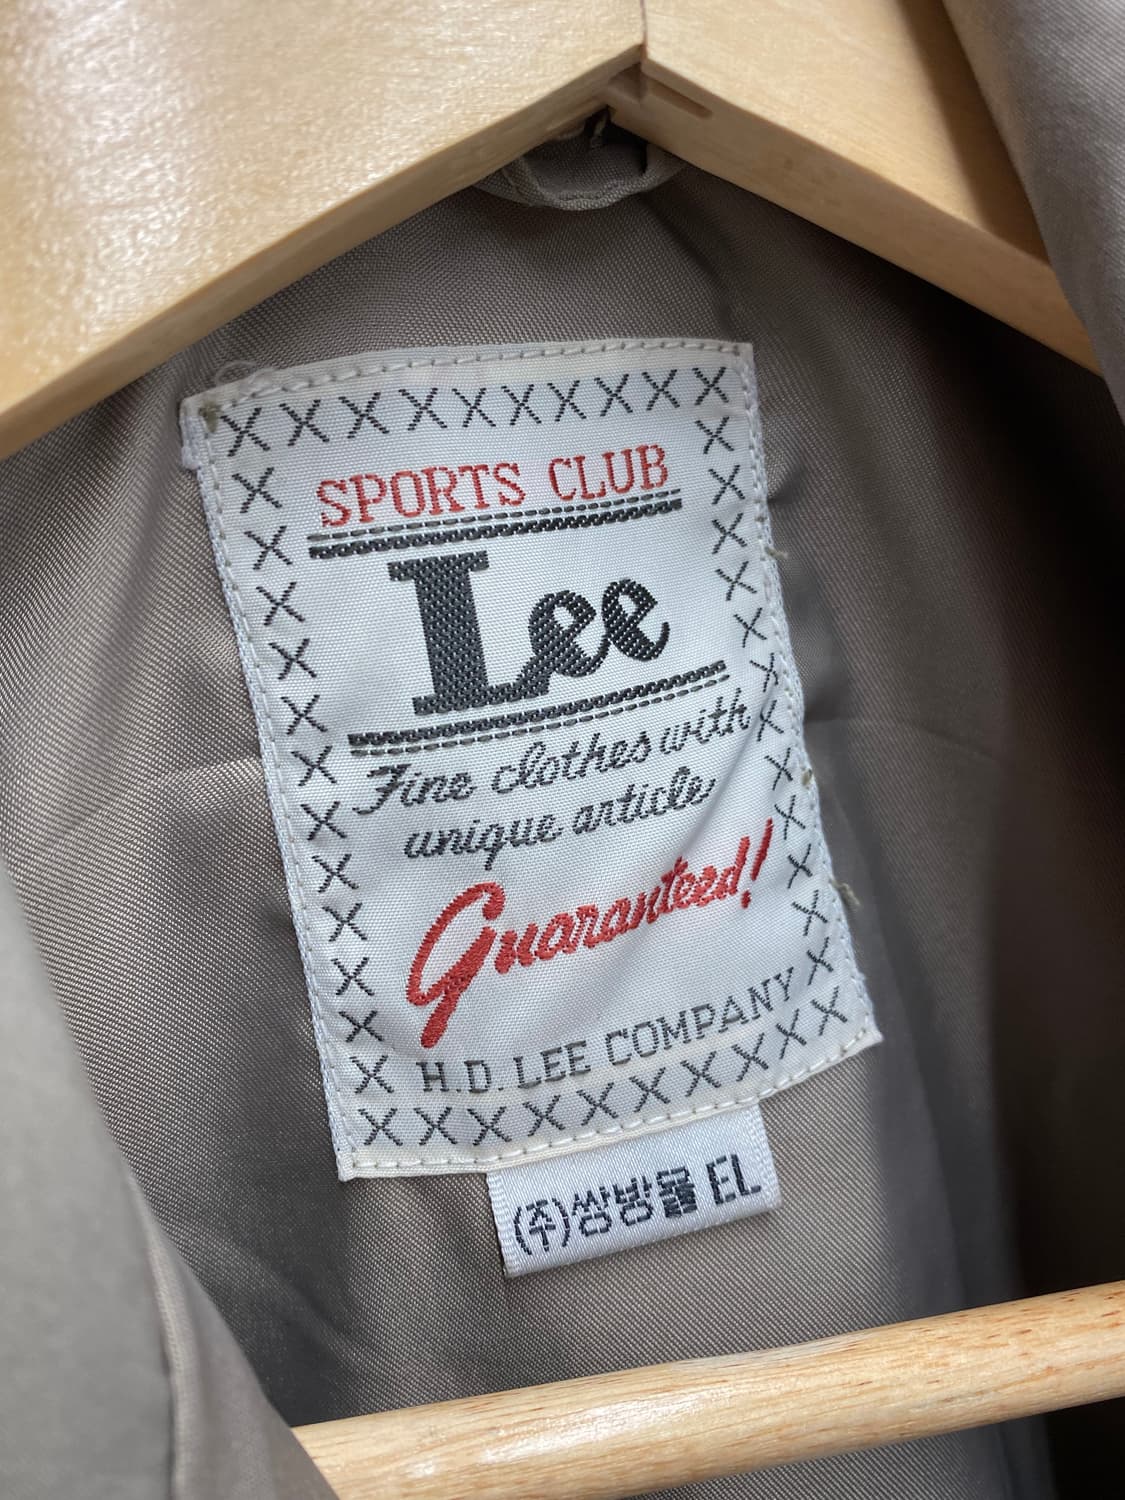 SPORTS CLUB
Lee
Fine clothes with
unique article
Guaranteed!
H.D. LEE COMPANY
(주)쌍방울 EL